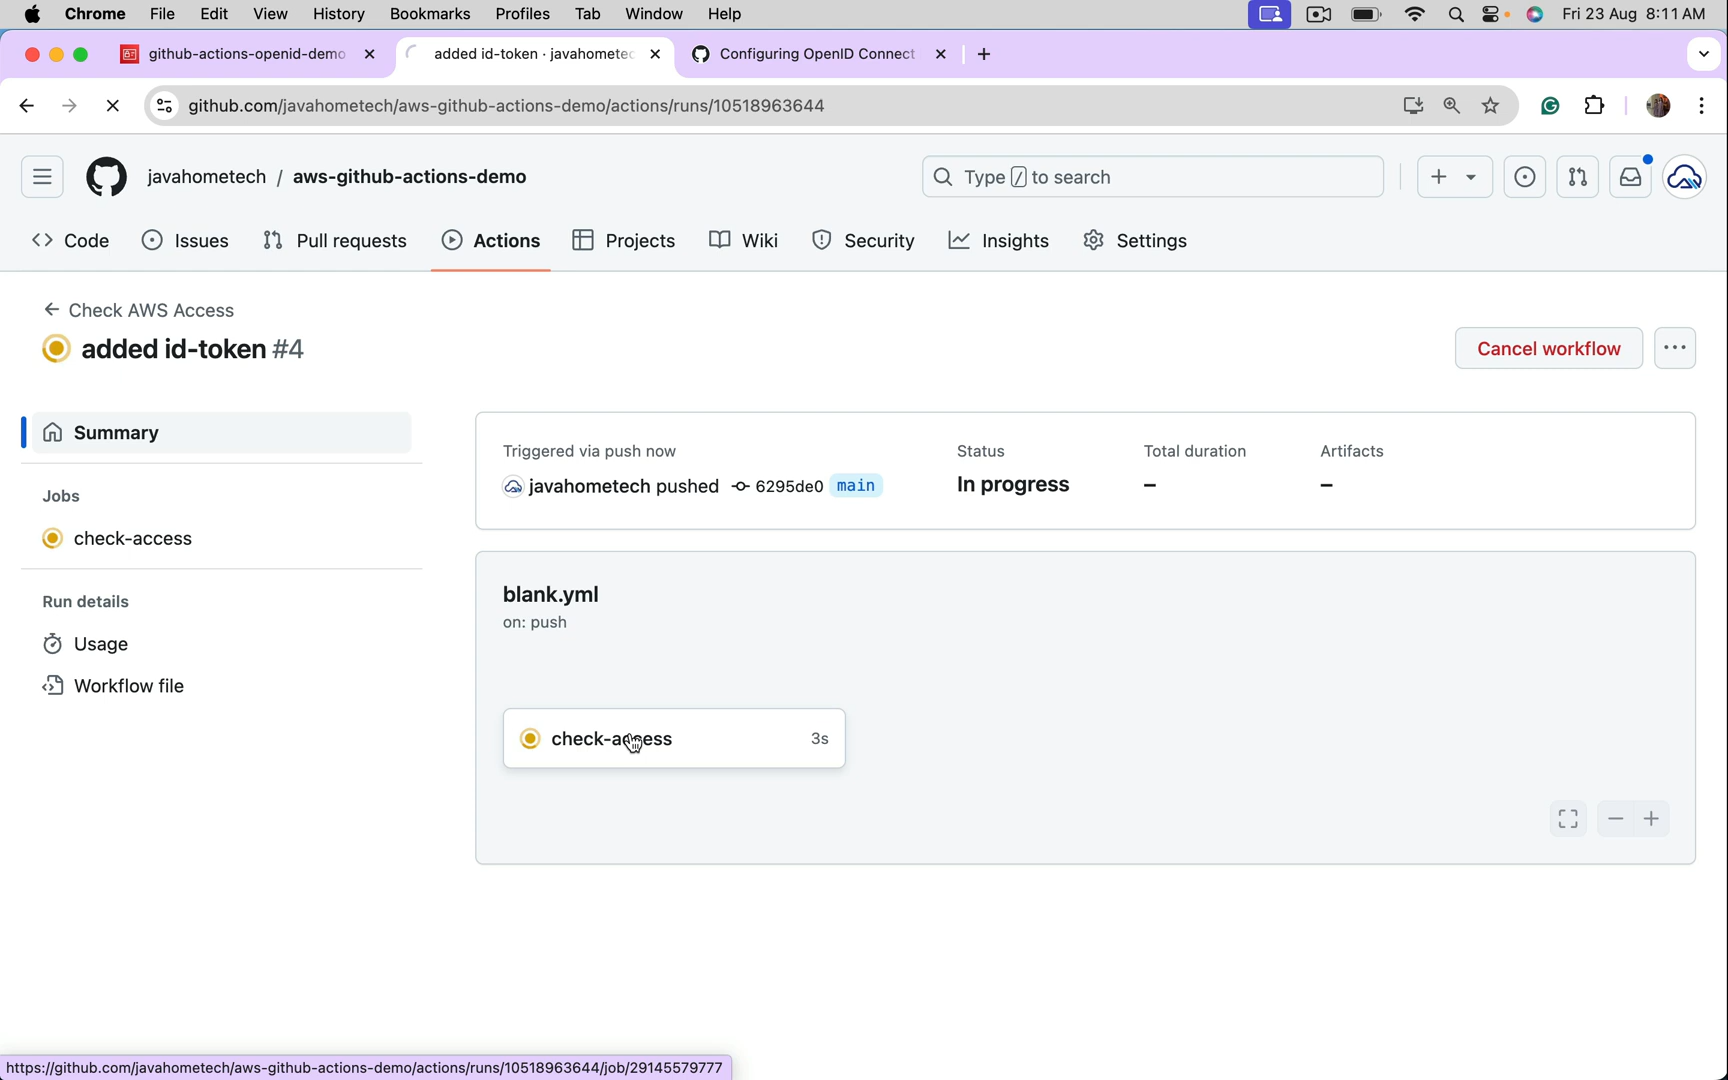 Chrome File Edit View History Bookmarks Profiles Tab Window Help Fri 23 Aug 8:11 AM
github-actions-openid-demo added id-token · javahometec Configuring OpenID Connect
github.com/javahometech/aws-github-actions-demo/actions/runs/10518963644
javahometech / aws-github-actions-demo Type / to search
Code Issues Pull requests Actions Projects Wiki Security Insights Settings
← Check AWS Access
added id-token #4 Cancel workflow
Summary
Triggered via push now Status Total duration Artifacts
javahometech pushed 6295de0 main In progress – –
Jobs
check-access
Run details
Usage
Workflow file
blank.yml
on: push
check-access 3s
https://github.com/javahometech/aws-github-actions-demo/actions/runs/10518963644/job/29145579777